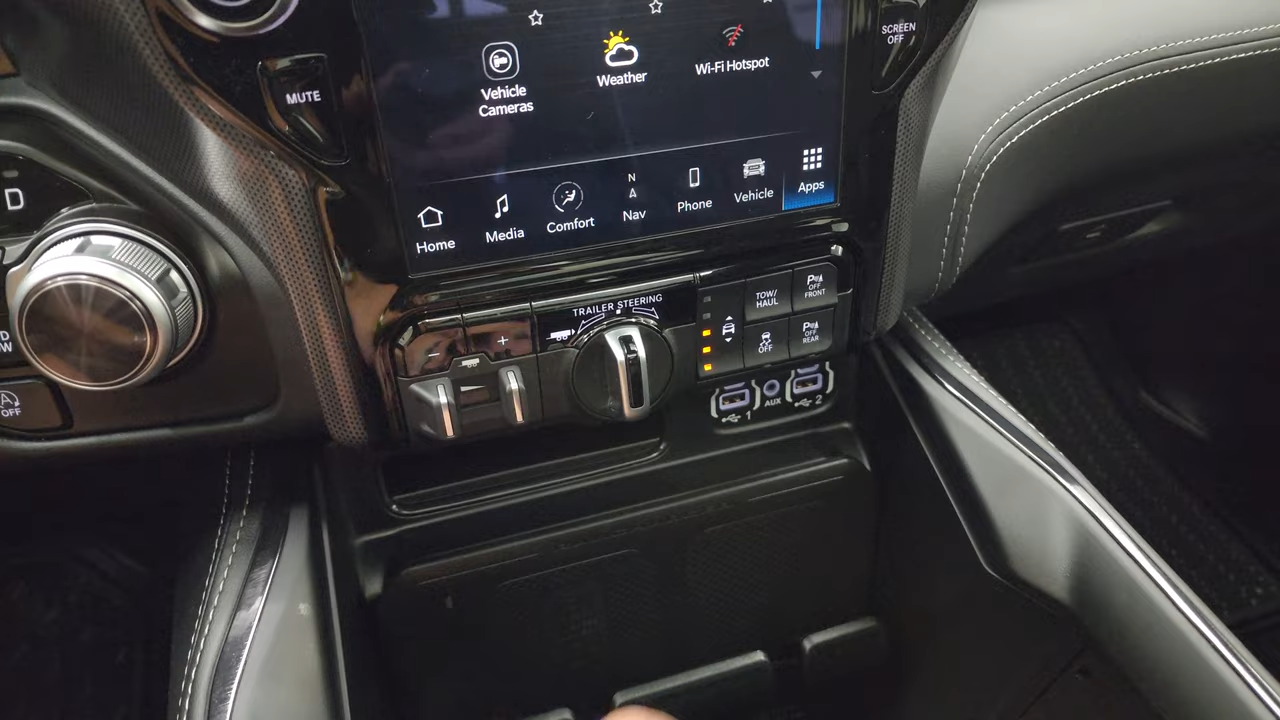 SCREEN
OFF
Vehicle
Cameras
Weather
Wi-Fi Hotspot
MUTE
D
Home
Media
Comfort
N
Nav
Phone
Vehicle
Apps
TRAILER STEERING
- +
TOW/
HAUL
P
OFF
FRONT
OFF
P
OFF
REAR
A
OFF
1 AUX 2